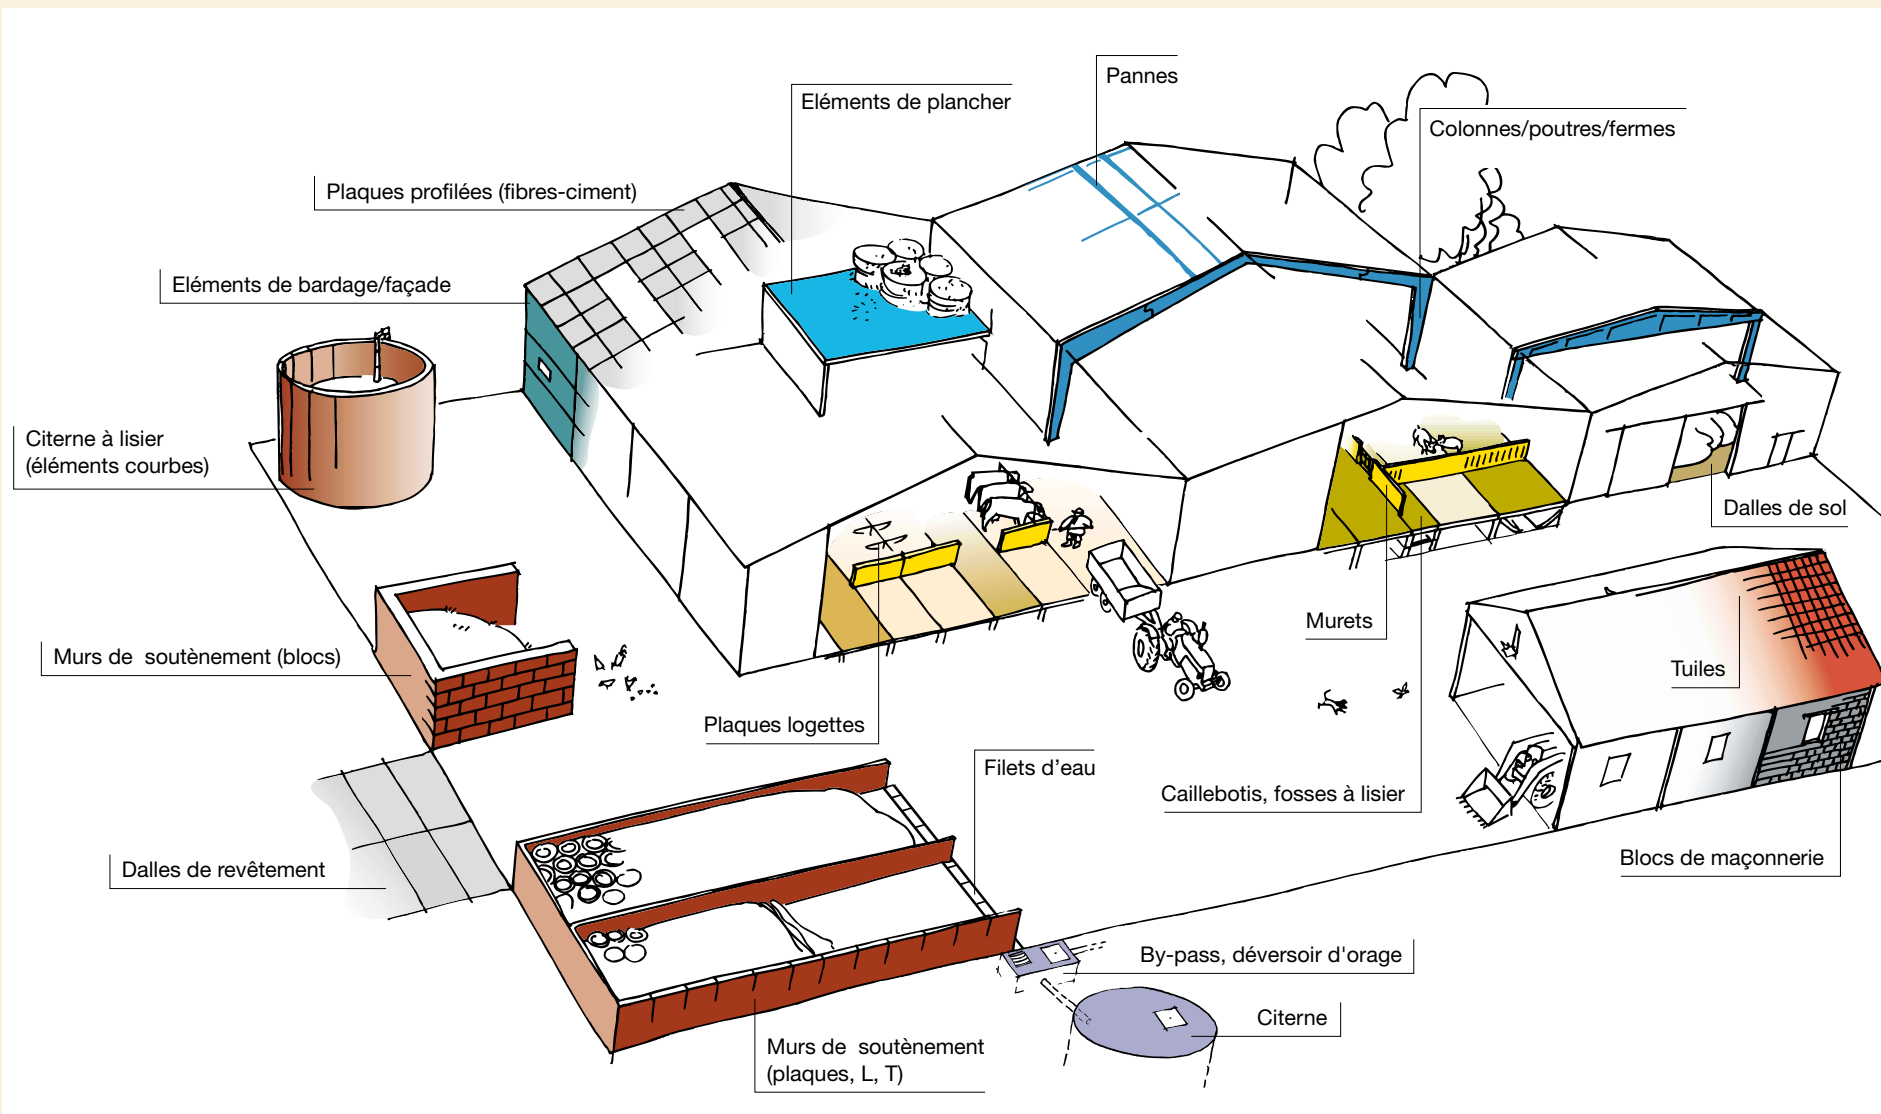 Pannes
Eléments de plancher
Colonnes/poutres/fermes
Plaques profilées (fibres-ciment)
Eléments de bardage/façade
Citerne à lisier
(éléments courbes)
Dalles de sol
Murets
Murs de soutènement (blocs)
Tuiles
Plaques logettes
Filets d’eau
Caillebotis, fosses à lisier
Blocs de maçonnerie
Dalles de revêtement
By-pass, déversoir d'orage
Citerne
Murs de soutènement
(plaques, L, T)